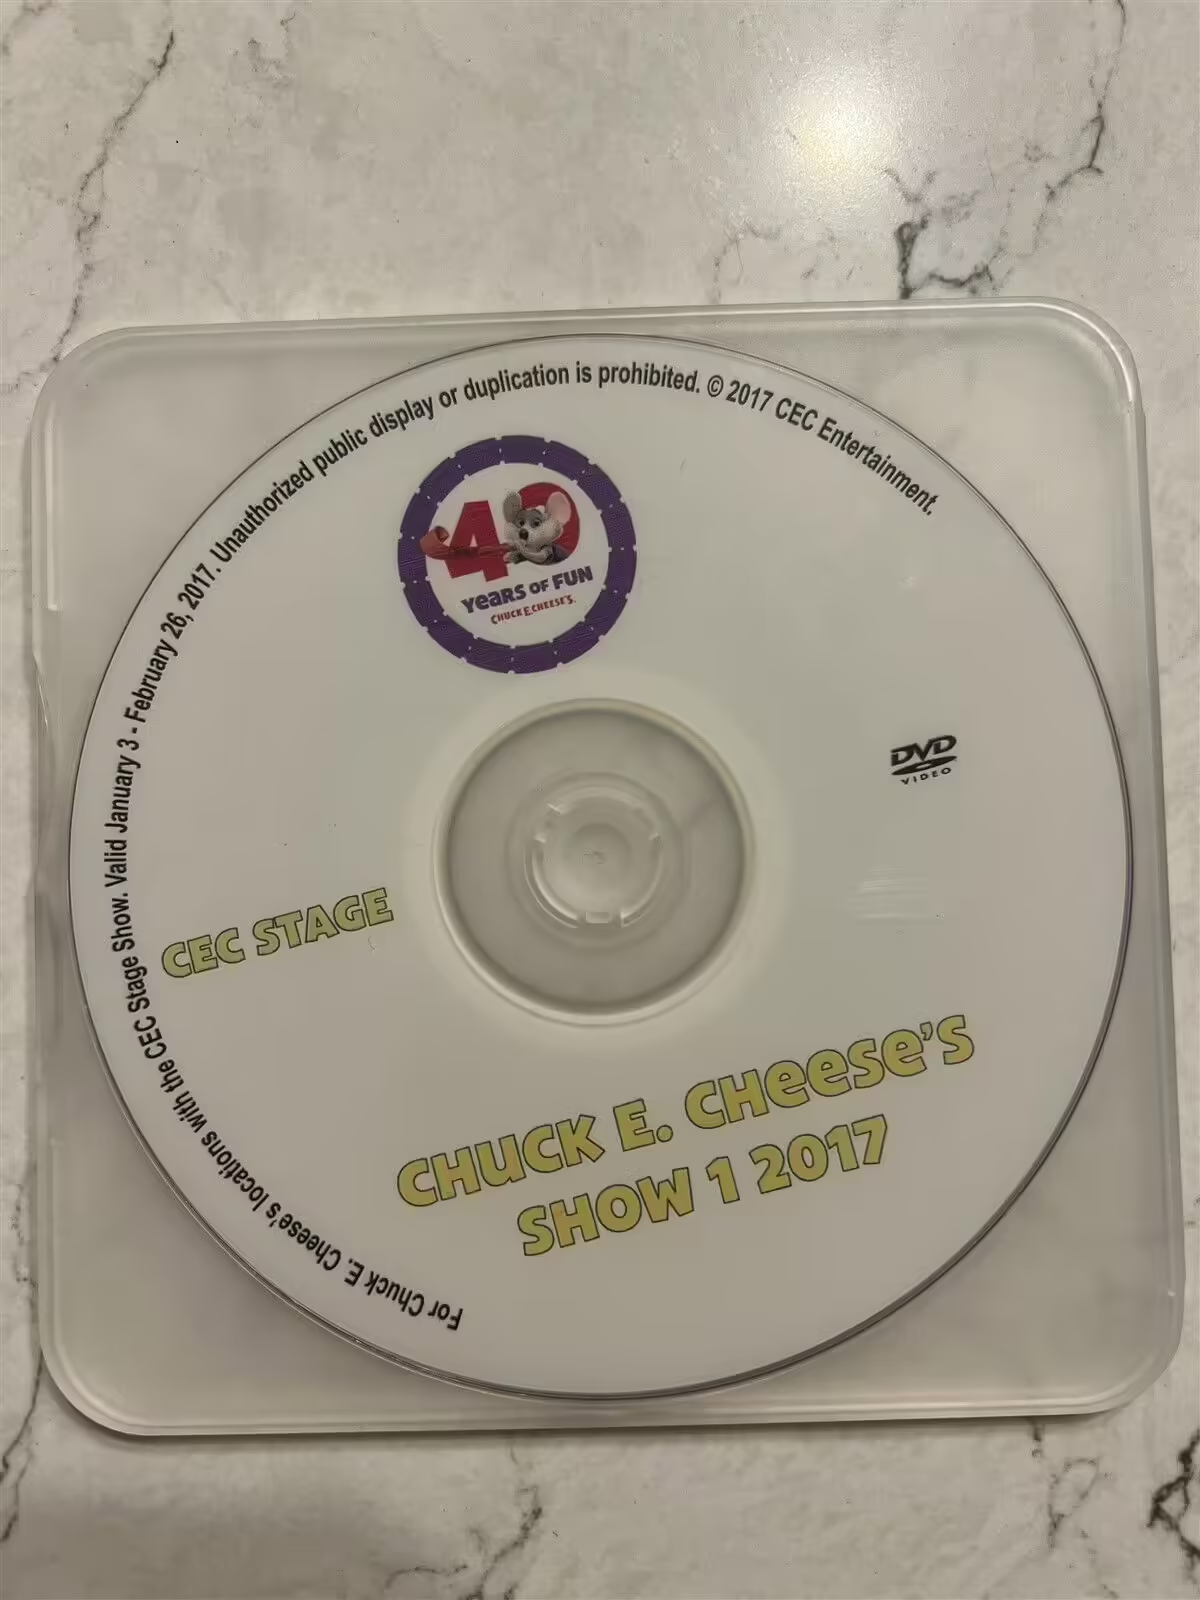 For Chuck E. Cheese's locations with the CEC Stage Show. Valid January 3 - February 26, 2017. Unauthorized public display or duplication is prohibited. © 2017 CEC Entertainment.
40
YeaRS OF FUN
CHUCK E. CHEESE'S.
DVD
VIDEO
CEC STAGE
CHUCK E. CHeese's
SHOW 1 2017